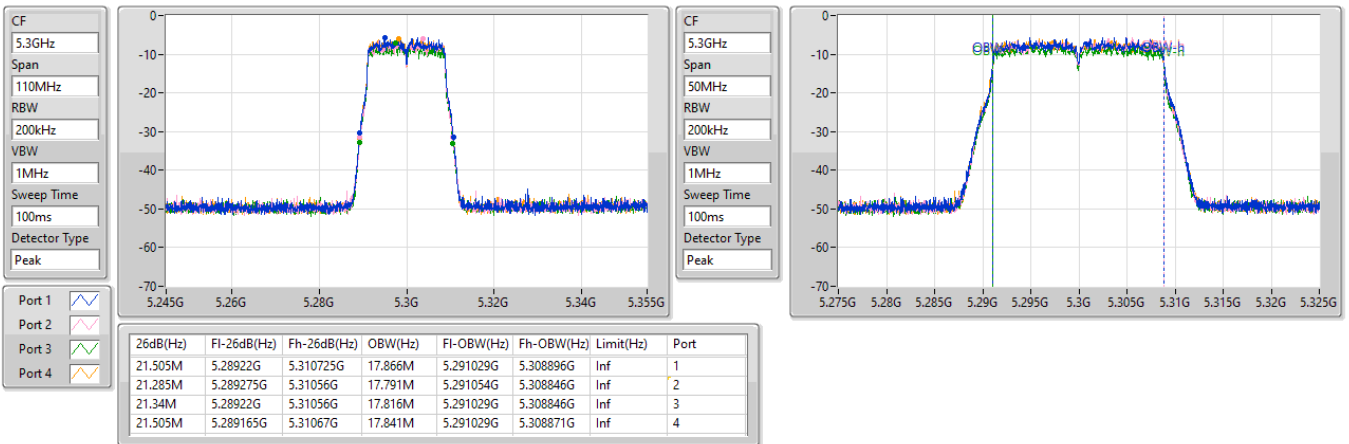 CF
5.3GHz
Span
110MHz
RBW
200kHz
VBW
1MHz
Sweep Time
100ms
Detector Type
Peak
0
-10
-20
-30
-40
-50
-60
-70
5.245G 5.26G 5.28G 5.3G 5.32G 5.34G 5.355G
CF
5.3GHz
Span
50MHz
RBW
200kHz
VBW
1MHz
Sweep Time
100ms
Detector Type
Peak
0
-10
-20
-30
-40
-50
-60
-70
5.275G 5.28G 5.285G 5.29G 5.295G 5.3G 5.305G 5.31G 5.315G 5.32G 5.325G
Port 1
Port 2
Port 3
Port 4
26dB(Hz) Fl-26dB(Hz) Fh-26dB(Hz) OBW(Hz) Fl-OBW(Hz) Fh-OBW(Hz) Limit(Hz) Port
21.505M 5.28922G 5.310725G 17.866M 5.291029G 5.308896G Inf 1
21.285M 5.289275G 5.31056G 17.791M 5.291054G 5.308846G Inf 2
21.34M 5.28922G 5.31056G 17.816M 5.291029G 5.308846G Inf 3
21.505M 5.289165G 5.31067G 17.841M 5.291029G 5.308871G Inf 4